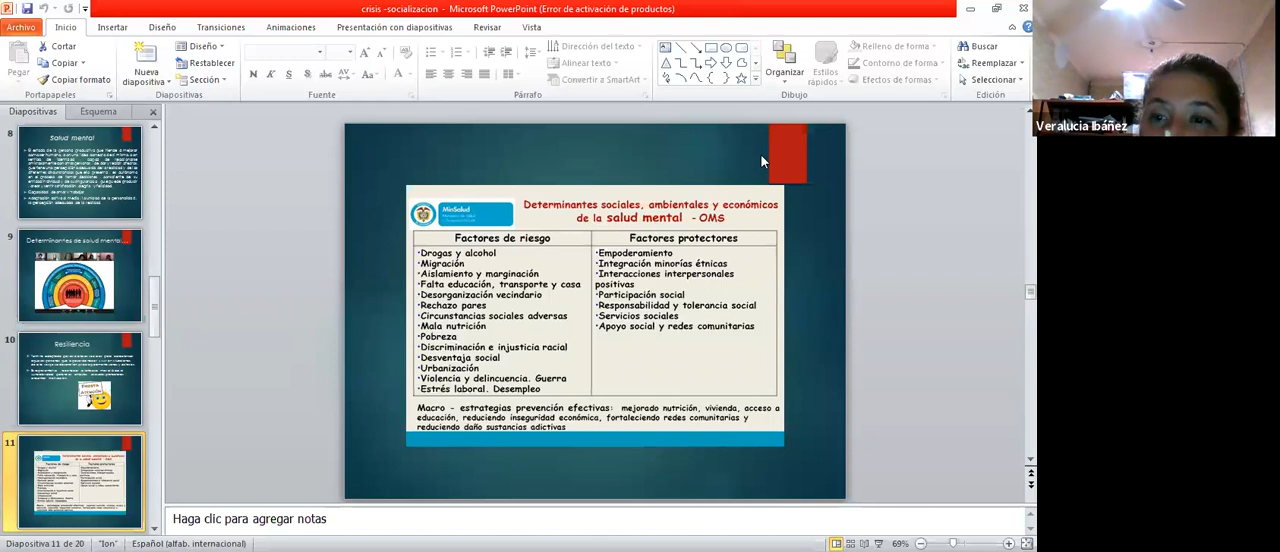 crisis -socializacion - Microsoft PowerPoint (Error de activación de productos)
Archivo Inicio Insertar Diseño Transiciones Animaciones Presentación con diapositivas Revisar Vista
Pegar
Cortar
Copiar
Copiar formato
Portapapeles
Nueva diapositiva
Diseño
Restablecer
Sección
Diapositivas
N K S S abc AV Aa A
Fuente
Párrafo
Dirección del texto
Alinear texto
Convertir a SmartArt
Organizar
Estilos rápidos
Relleno de forma
Contorno de forma
Efectos de formas
Dibujo
Buscar
Reemplazar
Seleccionar
Edición
Veralucia Ibáñez
Diapositivas Esquema
8
Salud mental
9
Determinantes de salud mental
10
Resiliencia
11
MinSalud
Determinantes sociales, ambientales y económicos
de la salud mental - OMS
Factores de riesgo
•Drogas y alcohol
•Migración
•Aislamiento y marginación
•Falta educación, transporte y casa
•Desorganización vecindario
•Rechazo pares
•Circunstancias sociales adversas
•Mala nutrición
•Pobreza
•Discriminación e injusticia racial
•Desventaja social
•Urbanización
•Violencia y delincuencia. Guerra
•Estrés laboral. Desempleo
Factores protectores
•Empoderamiento
•Integración minorías étnicas
•Interacciones interpersonales
positivas
•Participación social
•Responsabilidad y tolerancia social
•Servicios sociales
•Apoyo social y redes comunitarias
Macro - estrategias prevención efectivas: mejorado nutrición, vivienda, acceso a
educación, reduciendo inseguridad económica, fortaleciendo redes comunitarias y
reduciendo daño sustancias adictivas
Haga clic para agregar notas
Diapositiva 11 de 20 "Ion" Español (alfab. internacional) 69%